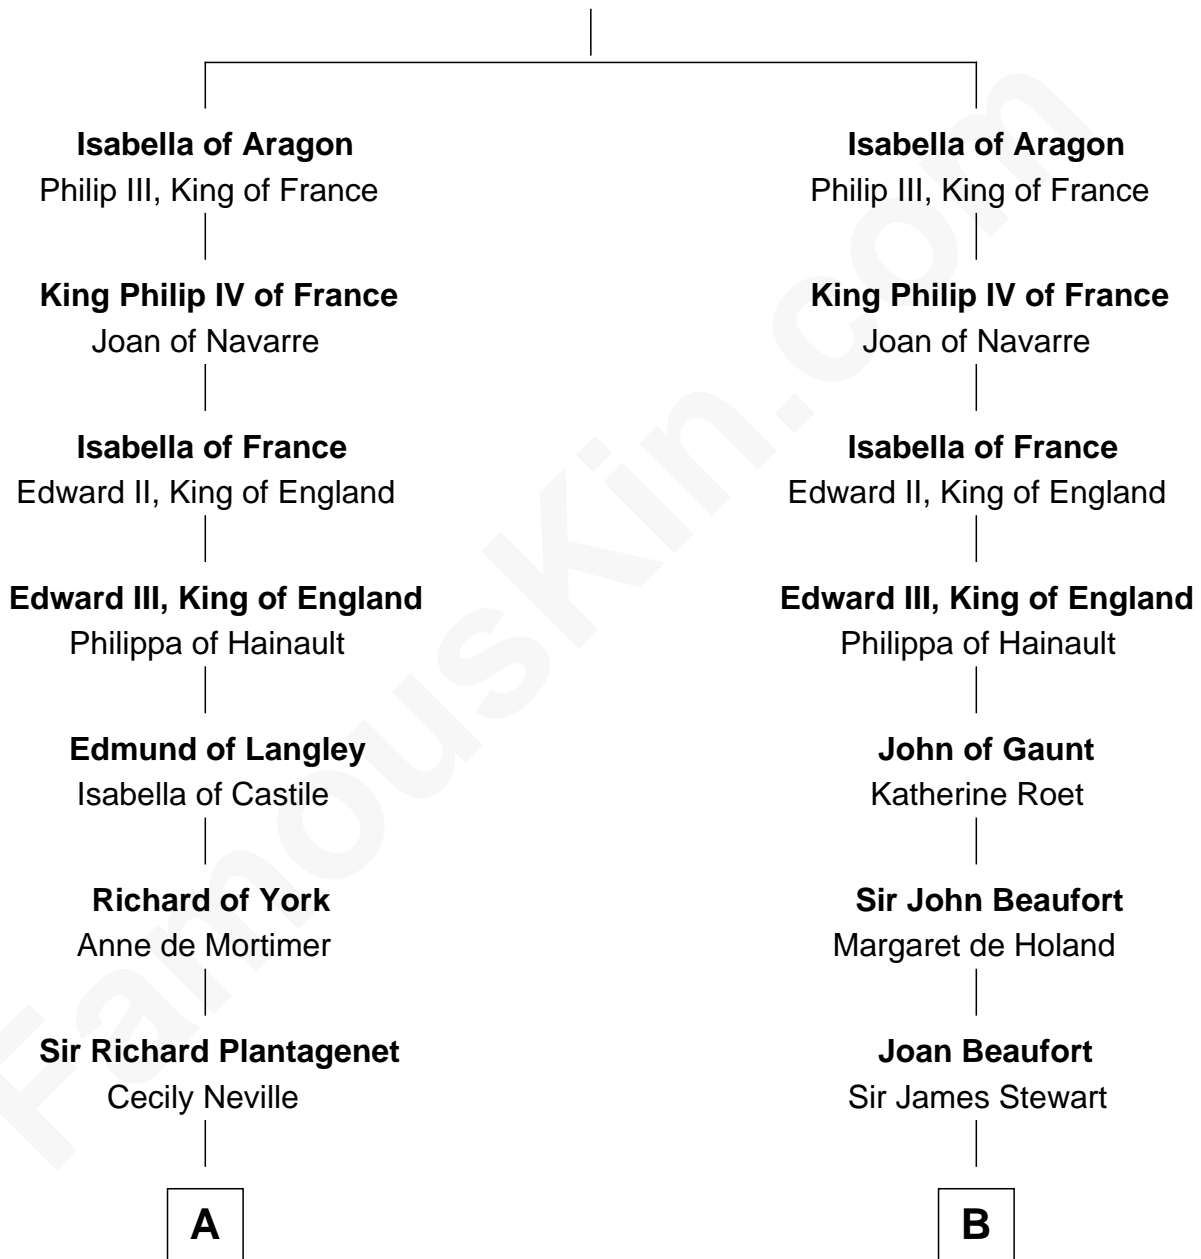 Isabella of Aragon
Philip III, King of France
King Philip IV of France
Joan of Navarre
Isabella of France
Edward II, King of England
Edward III, King of England
Philippa of Hainault
Edmund of Langley
Isabella of Castile
Richard of York
Anne de Mortimer
Sir Richard Plantagenet
Cecily Neville
A
Isabella of Aragon
Philip III, King of France
King Philip IV of France
Joan of Navarre
Isabella of France
Edward II, King of England
Edward III, King of England
Philippa of Hainault
John of Gaunt
Katherine Roet
Sir John Beaufort
Margaret de Holand
Joan Beaufort
Sir James Stewart
B
FamousKin.com